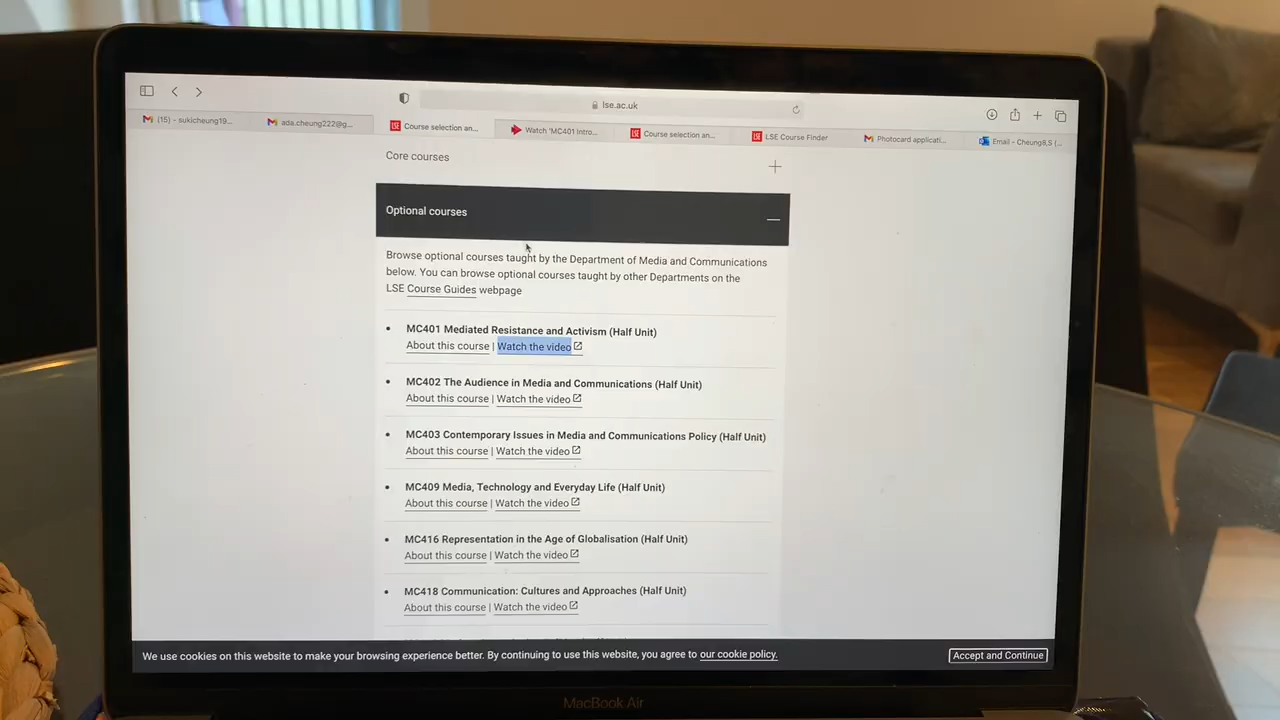 lse.ac.uk
(15) - sukicheung19...
ada.cheung222@g...
Course selection an...
Watch 'MC401 Intro...
Course selection an...
LSE Course Finder
Photocard applicati...
Email - Cheung8,S (...
Core courses
Optional courses
Browse optional courses taught by the Department of Media and Communications
below. You can browse optional courses taught by other Departments on the
LSE Course Guides webpage
• MC401 Mediated Resistance and Activism (Half Unit)
About this course | Watch the video
• MC402 The Audience in Media and Communications (Half Unit)
About this course | Watch the video
• MC403 Contemporary Issues in Media and Communications Policy (Half Unit)
About this course | Watch the video
• MC409 Media, Technology and Everyday Life (Half Unit)
About this course | Watch the video
• MC416 Representation in the Age of Globalisation (Half Unit)
About this course | Watch the video
• MC418 Communication: Cultures and Approaches (Half Unit)
About this course | Watch the video
We use cookies on this website to make your browsing experience better. By continuing to use this website, you agree to our cookie policy.
Accept and Continue
MacBook Air